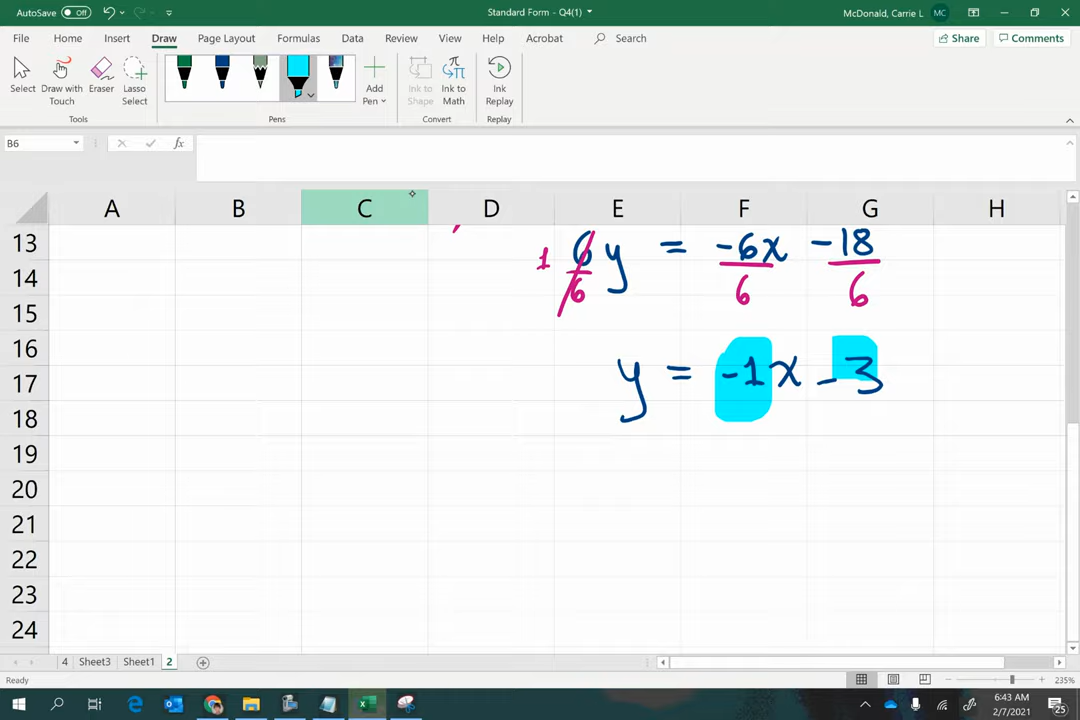 AutoSave Off Standard Form - Q4(1) McDonald, Carrie L MC
File Home Insert Draw Page Layout Formulas Data Review View Help Acrobat Search Share Comments
Select Draw with Touch Eraser Lasso Select Add Pen Ink to Shape Ink to Math Ink Replay
Tools Pens Convert Replay
B6 fx
A B C D E F G H
13 6y = -6x -18
14 1 6 6 6
15
16
17 y = -1x - 3
18
19
20
21
22
23
24
4 Sheet3 Sheet1 2
Ready 235%
6:43 AM
2/7/2021 25